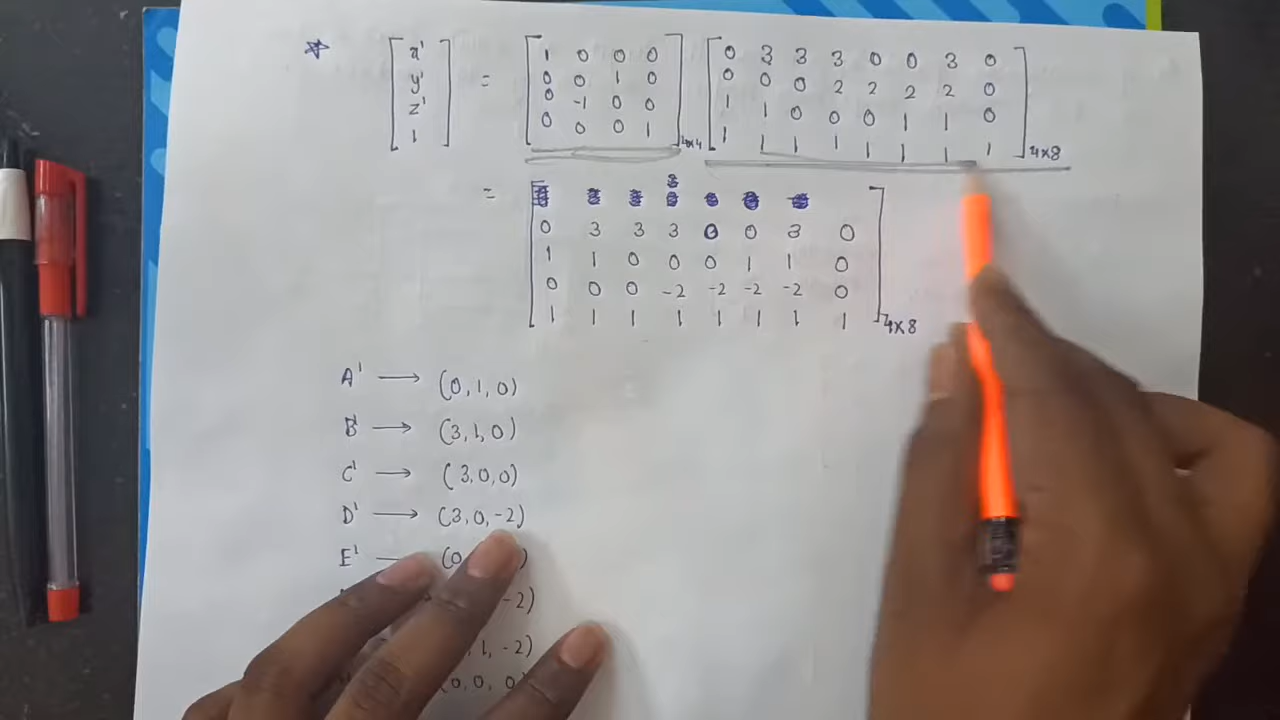 x' 1 0 0 0 0 3 3 3 0 0 3 0
y' = 0 0 1 0 0 0 0 2 2 2 2 0
z' 0 -1 0 0 1 1 0 0 0 1 1 0
1 0 0 0 1 4x4 1 1 1 1 1 1 1 1 4x8
=
0 3 3 3 0 0 3 0
1 1 0 0 0 1 1 0
0 0 0 -2 -2 -2 -2 0
1 1 1 1 1 1 1 1 4x8
A' → (0, 1, 0)
B' → (3, 1, 0)
C' → (3, 0, 0)
D' → (3, 0, -2)
E' (0 )
-2)
1, -2)
(0, 0, 0